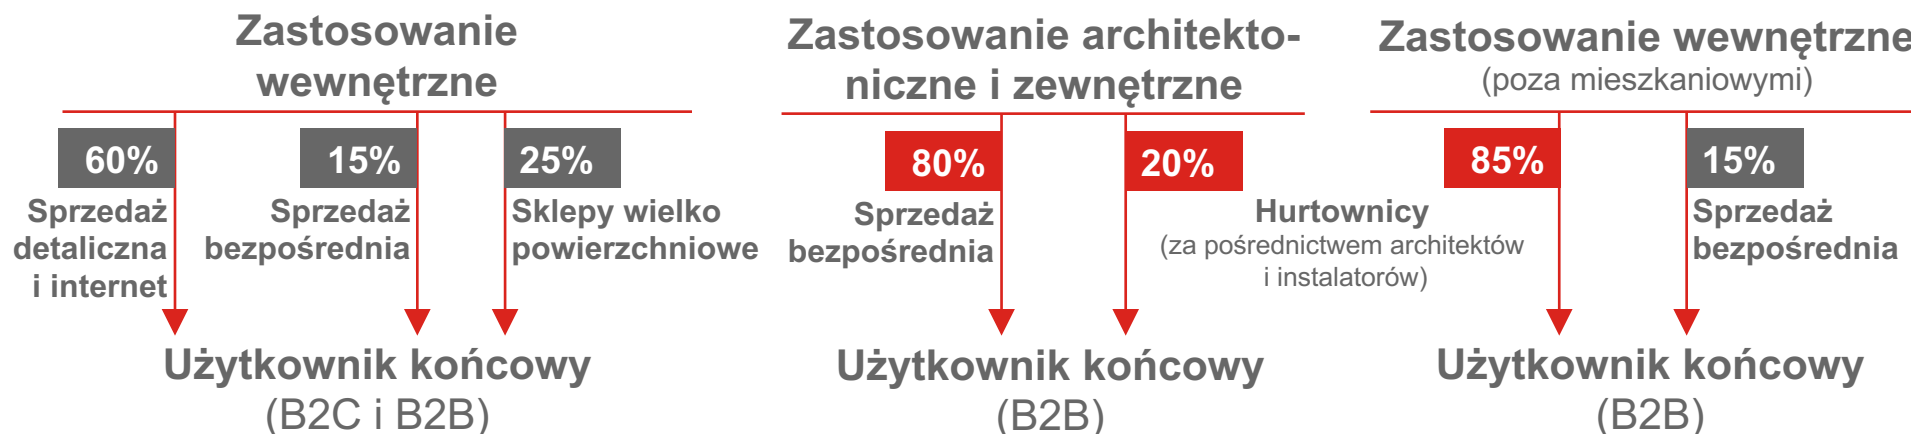 Zastosowanie
wewnętrzne
60%
Sprzedaż
detaliczna
i internet
15%
Sprzedaż
bezpośrednia
25%
Sklepy wielko
powierzchniowe
Użytkownik końcowy
(B2C i B2B)
Zastosowanie architekto-
niczne i zewnętrzne
80%
Sprzedaż
bezpośrednia
20%
Hurtownicy
(za pośrednictwem architektów
i instalatorów)
Użytkownik końcowy
(B2B)
Zastosowanie wewnętrzne
(poza mieszkaniowymi)
85%
15%
Sprzedaż
bezpośrednia
Użytkownik końcowy
(B2B)